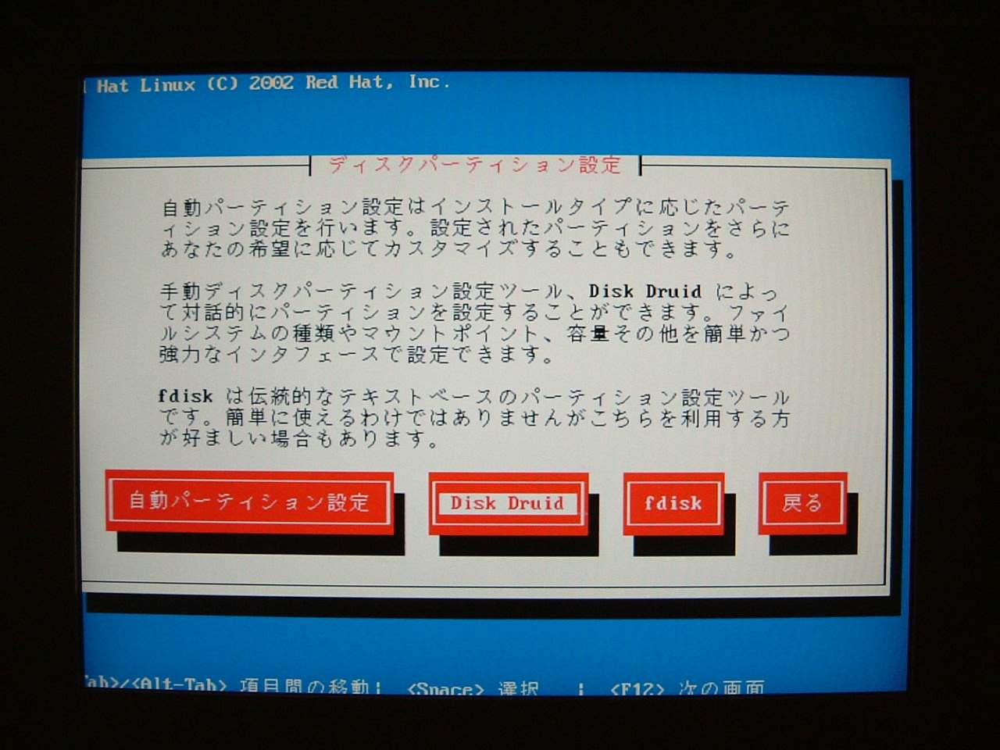 Hat Linux (C) 2002 Red Hat, Inc.
ディスクパーティション設定
自動パーティション設定はインストールタイプに応じたパーテ
ィション設定を行います。設定されたパーティションをさらに
あなたの希望に応じてカスタマイズすることもできます。
手動ディスクパーティション設定ツール、Disk Druid によっ
て対話的にパーティションを設定することができます。ファイ
ルシステムの種類やマウントポイント、容量その他を簡単かつ
強力なインタフェースで設定できます。
fdisk は伝統的なテキストベースのパーティション設定ツール
です。簡単に使えるわけではありませんがこちらを利用する方
が好ましい場合もあります。
自動パーティション設定 Disk Druid fdisk 戻る
Tab>/<Alt-Tab> 項目間の移動| <Space> 選択 | <F12> 次の画面